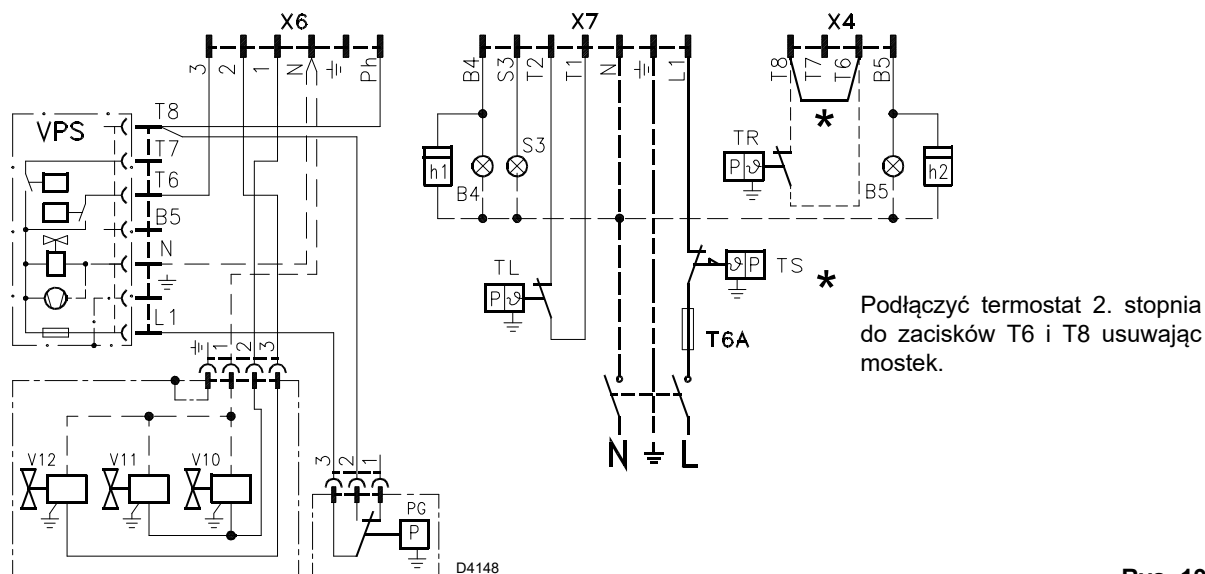 X6
X7
X4
3 2 1 N Ph
B4 S3 T2 T1 N L1
T8 T7 T6 B5
VPS
T8
T7
T6
B5
N
L1
h1
B4
S3
TR
P ϑ
B5
h2
*
TL
P ϑ
ϑ P
TS
T6A
*
Podłączyć termostat 2. stopnia
do zacisków T6 i T8 usuwając
mostek.
1 2 3
N L
V12 V11 V10
3 2 1
PG
P
D4148